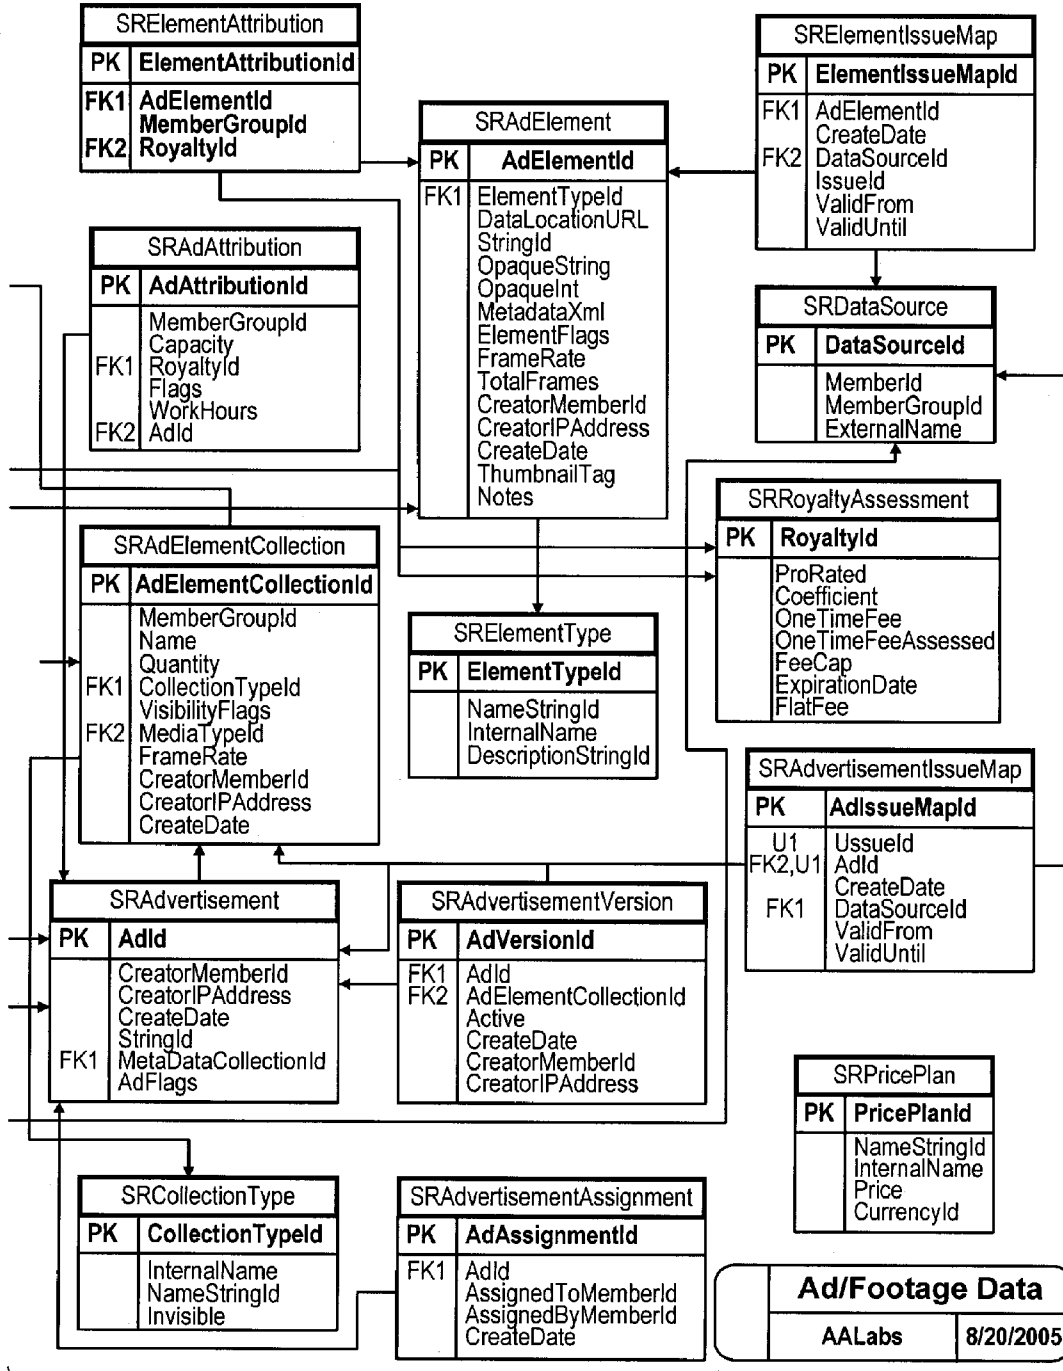 SRElementAttribution
PK ElementAttributionId
FK1 AdElementId
MemberGroupId
FK2 RoyaltyId
SRElementIssueMap
PK ElementIssueMapId
FK1 AdElementId
CreateDate
FK2 DataSourceId
IssueId
ValidFrom
ValidUntil
SRAdElement
PK AdElementId
FK1 ElementTypeId
DataLocationURL
StringId
OpaqueString
OpaqueInt
MetadataXml
ElementFlags
FrameRate
TotalFrames
CreatorMemberId
CreatorIPAddress
CreateDate
ThumbnailTag
Notes
SRAdAttribution
PK AdAttributionId
MemberGroupId
Capacity
FK1 RoyaltyId
Flags
WorkHours
FK2 AdId
SRDataSource
PK DataSourceId
MemberId
MemberGroupId
ExternalName
SRRoyaltyAssessment
PK RoyaltyId
ProRated
Coefficient
OneTimeFee
OneTimeFeeAssessed
FeeCap
ExpirationDate
FlatFee
SRAdElementCollection
PK AdElementCollectionId
MemberGroupId
Name
Quantity
FK1 CollectionTypeId
VisibilityFlags
FK2 MediaTypeId
FrameRate
CreatorMemberId
CreatorIPAddress
CreateDate
SRElementType
PK ElementTypeId
NameStringId
InternalName
DescriptionStringId
SRAdvertisementIssueMap
PK AdIssueMapId
U1 UssueId
FK2,U1 AdId
CreateDate
FK1 DataSourceId
ValidFrom
ValidUntil
SRAdvertisement
PK AdId
CreatorMemberId
CreatorIPAddress
CreateDate
StringId
FK1 MetaDataCollectionId
AdFlags
SRAdvertisementVersion
PK AdVersionId
FK1 AdId
FK2 AdElementCollectionId
Active
CreateDate
CreatorMemberId
CreatorIPAddress
SRPricePlan
PK PricePlanId
NameStringId
InternalName
Price
CurrencyId
SRCollectionType
PK CollectionTypeId
InternalName
NameStringId
Invisible
SRAdvertisementAssignment
PK AdAssignmentId
FK1 AdId
AssignedToMemberId
AssignedByMemberId
CreateDate
Ad/Footage Data
AALabs 8/20/2005